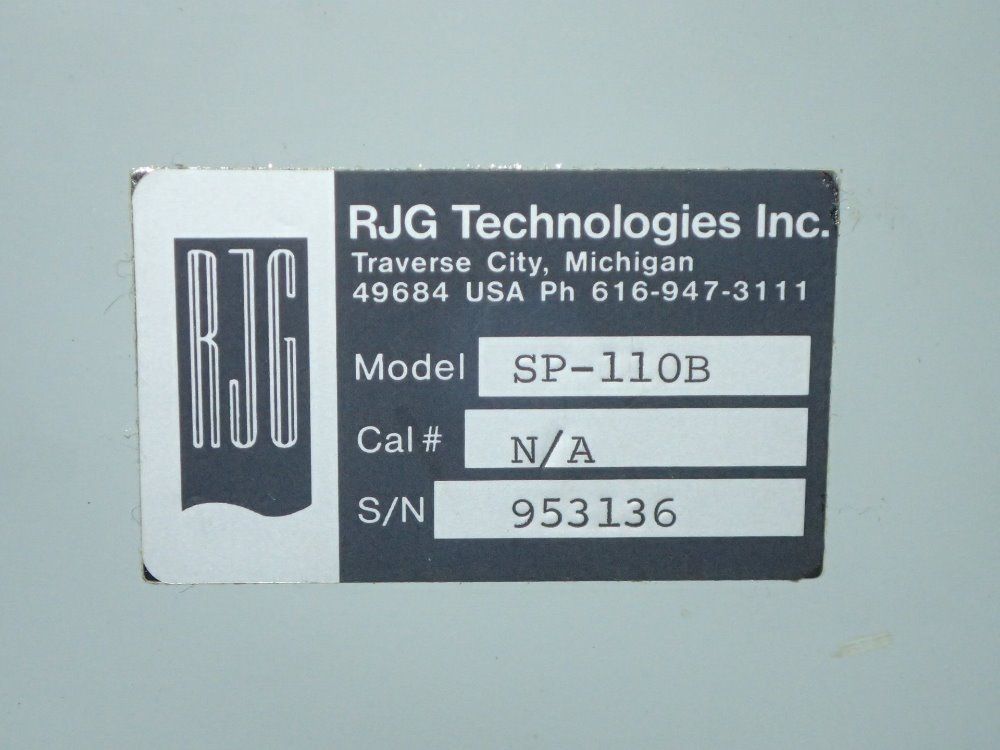 RJG
RJG Technologies Inc.
Traverse City, Michigan
49684 USA Ph 616-947-3111
Model SP-110B
Cal # N/A
S/N 953136